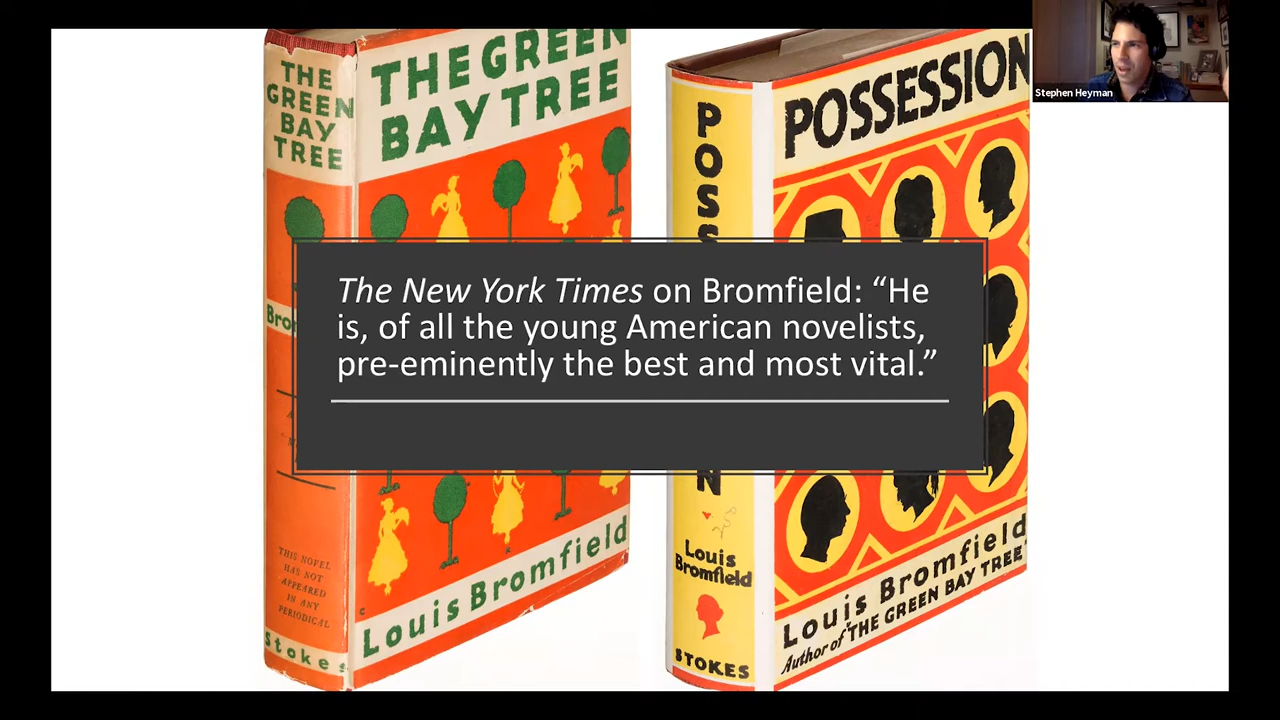 THE
GREEN
BAY
TREE
THE GREEN
BAY TREE
Bro
THIS NOVEL
HAS NOT
APPEARED
IN ANY
PERIODICAL
Stokes
Louis Bromfield
POSS
N
Louis
Bromfield
STOKES
POSSESSION
Louis Bromfield
Author of "THE GREEN BAY TREE"
The New York Times on Bromfield: “He
is, of all the young American novelists,
pre-eminently the best and most vital.”
Stephen Heyman